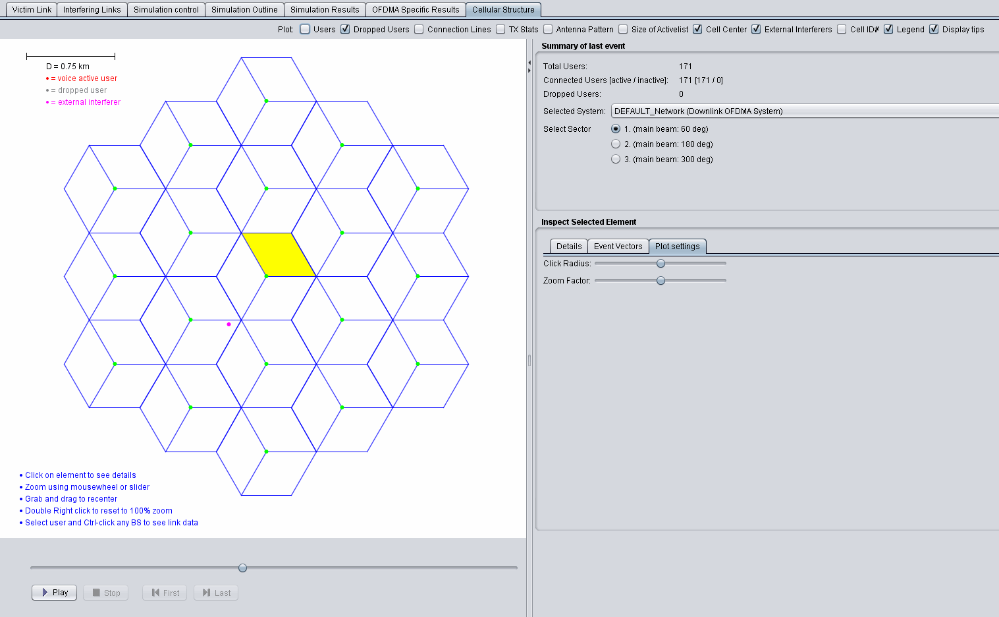 Victim Link Interfering Links Simulation control Simulation Outline Simulation Results OFDMA Specific Results Cellular Structure
Plot: Users Dropped Users Connection Lines TX Stats Antenna Pattern Size of Activelist Cell Center External Interferers Cell ID# Legend Display tips
D = 0.75 km
• = voice active user
• = dropped user
• = external interferer
• Click on element to see details
• Zoom using mousewheel or slider
• Grab and drag to recenter
• Double Right click to reset to 100% zoom
• Select user and Ctrl-click any BS to see link data
Play Stop First Last
Summary of last event
Total Users: 171
Connected Users [active / inactive]: 171 [171 / 0]
Dropped Users: 0
Selected System: DEFAULT_Network (Downlink OFDMA System)
Select Sector 1. (main beam: 60 deg)
2. (main beam: 180 deg)
3. (main beam: 300 deg)
Inspect Selected Element
Details Event Vectors Plot settings
Click Radius:
Zoom Factor: